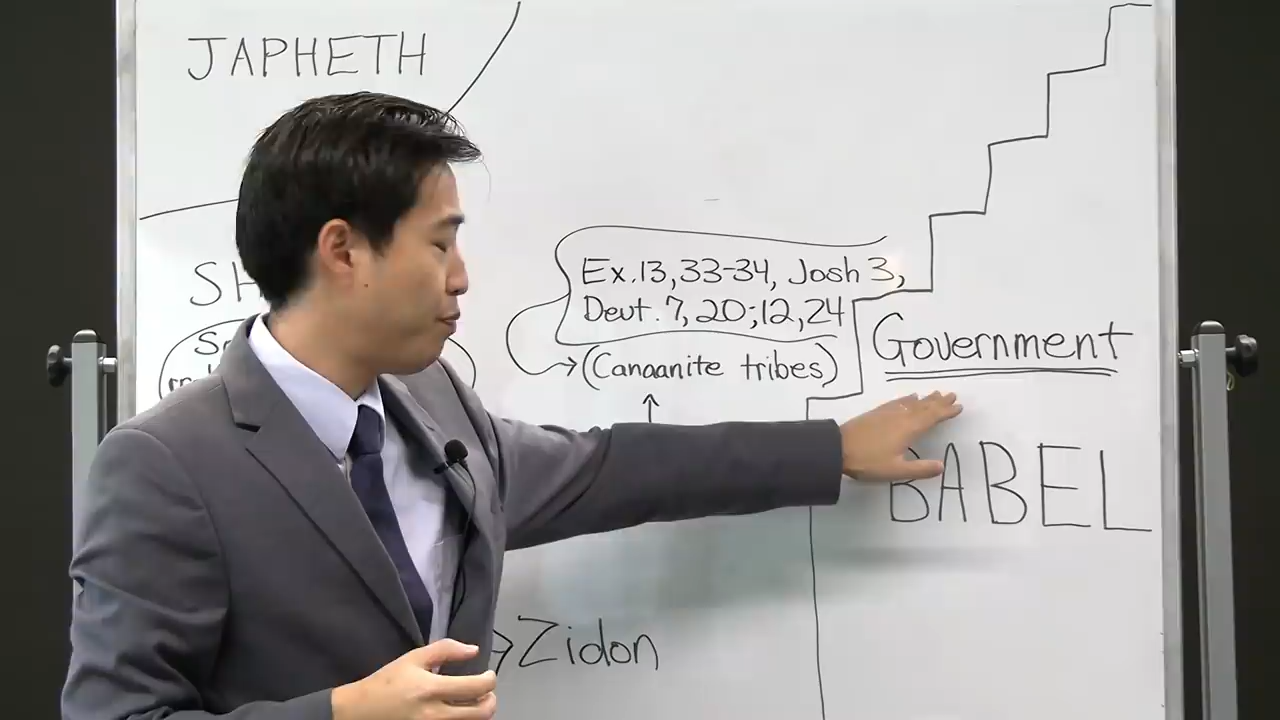 JAPHETH
Ex.13,33-34, Josh 3,
Deut. 7, 20;12,24
(Canaanite tribes)
Government
BABEL
Zidon